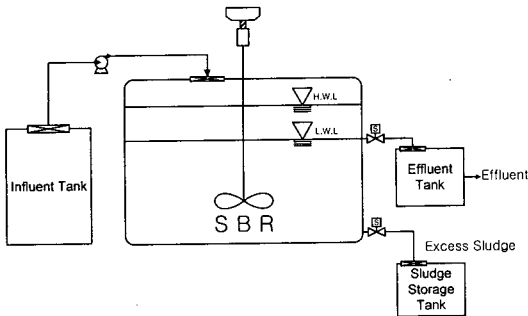 H.W.L
L.W.L
S
Influent Tank
Effluent
Tank
Effluent
S B R
S
Excess Sludge
Sludge
Storage
Tank